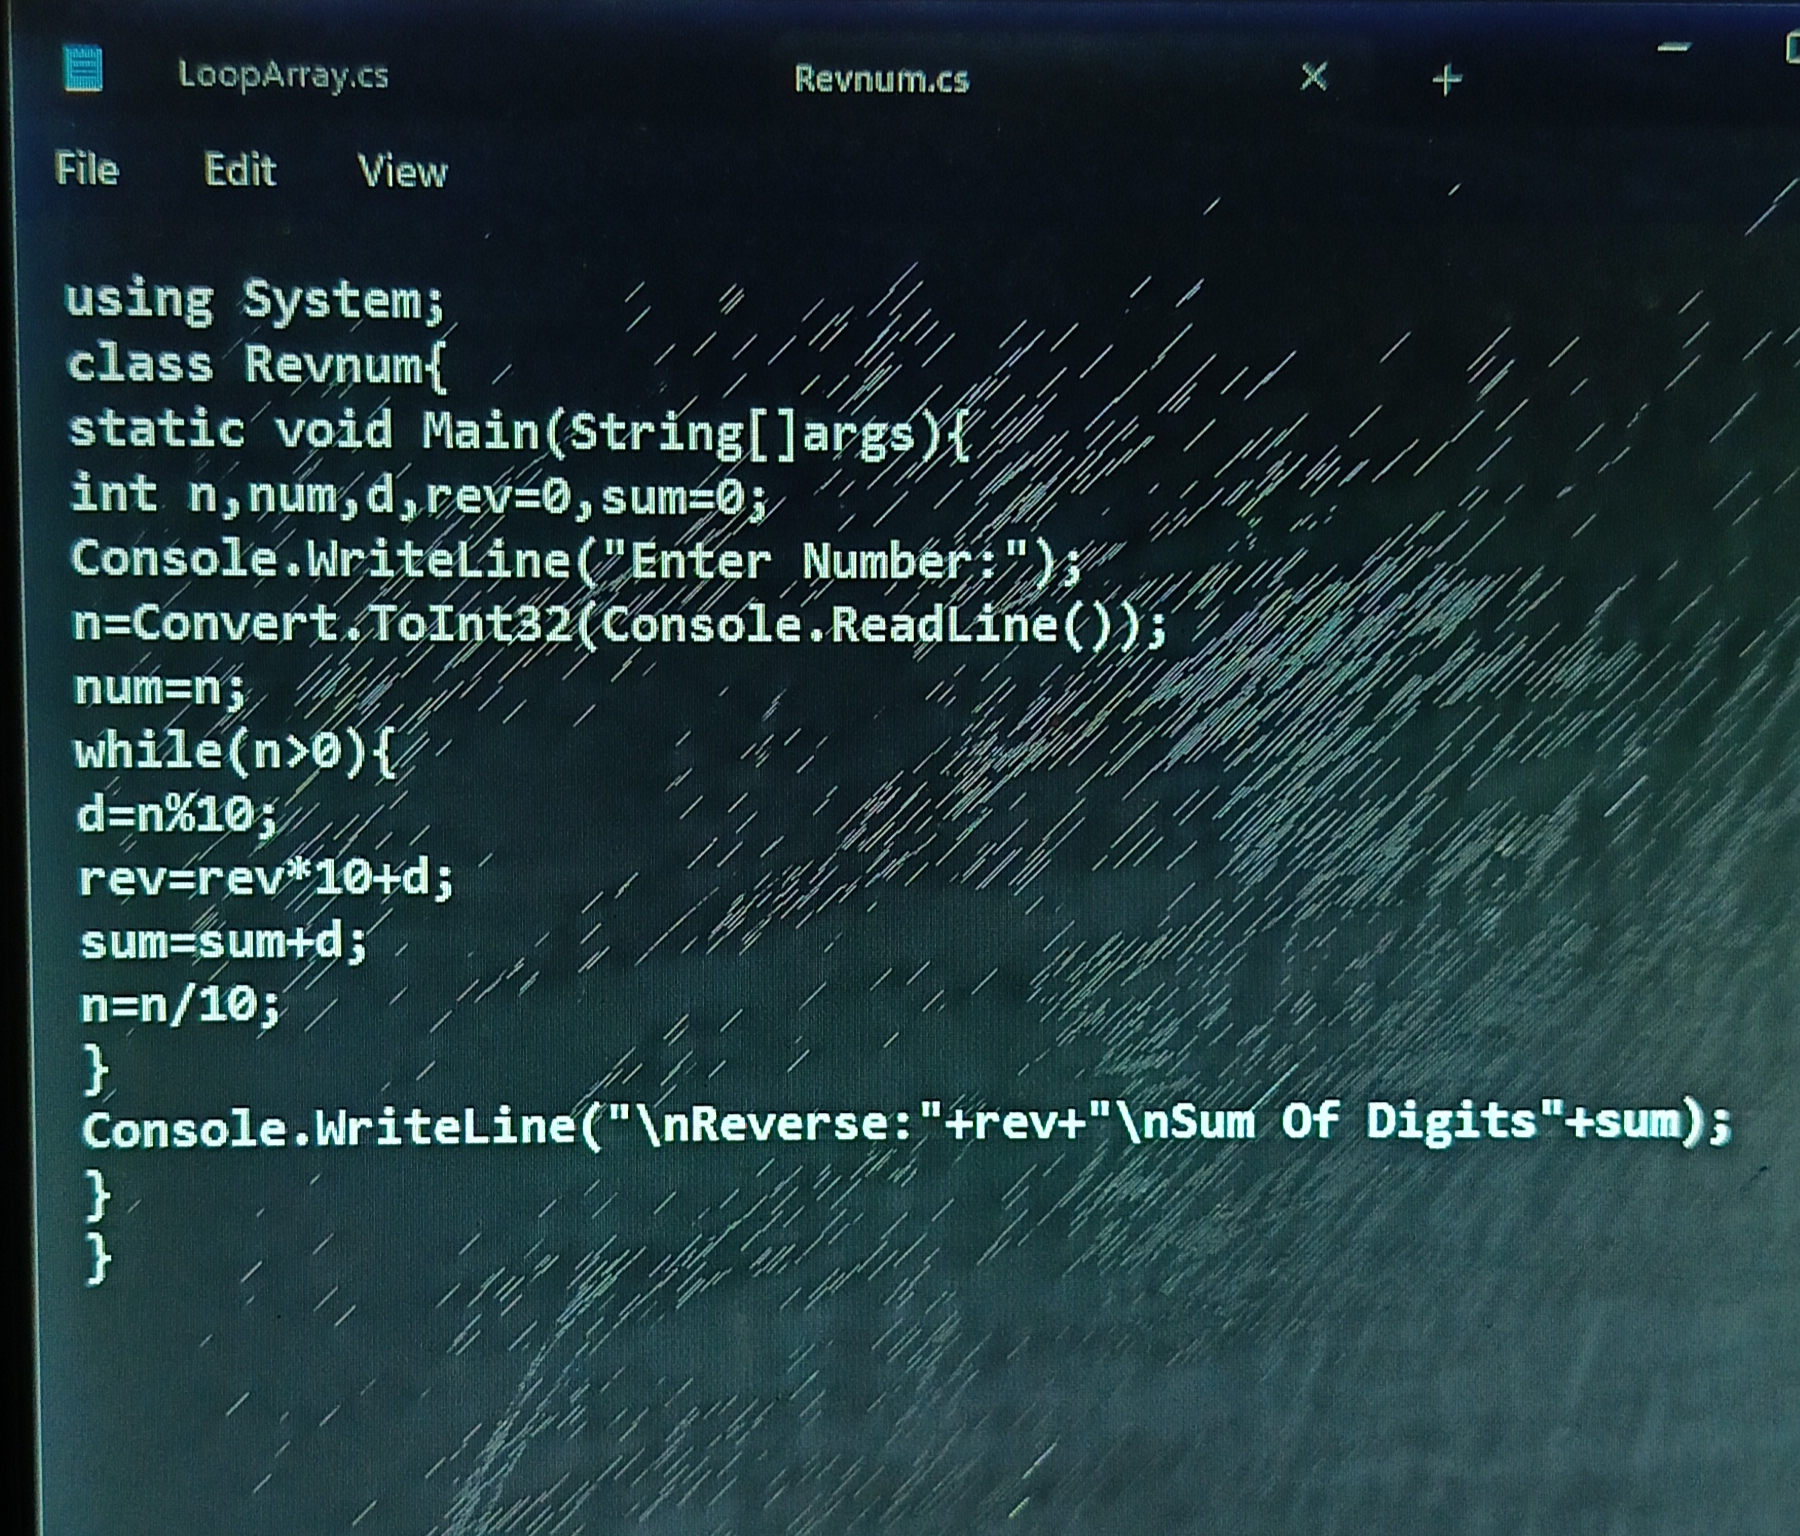 LoopArray.cs Revnum.cs
File Edit View
using System;
class Revnum{
static void Main(String[]args){
int n,num,d,rev=0,sum=0;
Console.WriteLine("Enter Number:");
n=Convert.ToInt32(Console.ReadLine());
num=n;
while(n>0){
d=n%10;
rev=rev*10+d;
sum=sum+d;
n=n/10;
}
Console.WriteLine("\nReverse:"+rev+"\nSum Of Digits"+sum);
}
}